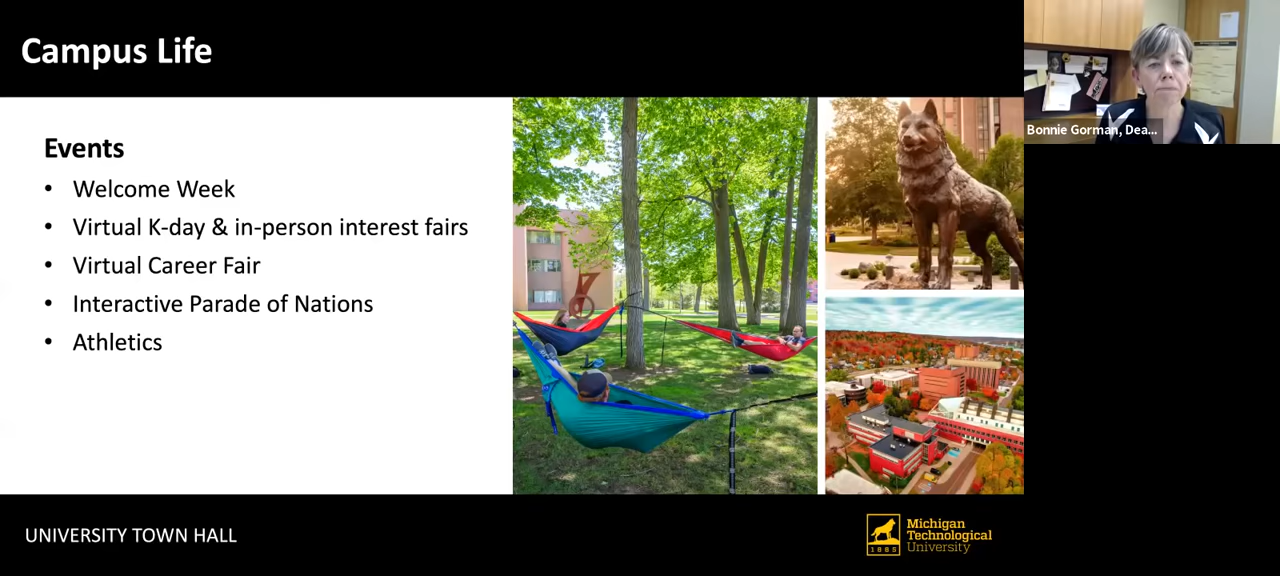 Campus Life
Bonnie Gorman, Dea...
Events
• Welcome Week
• Virtual K-day & in-person interest fairs
• Virtual Career Fair
• Interactive Parade of Nations
• Athletics
UNIVERSITY TOWN HALL
Michigan
Technological
University
1885